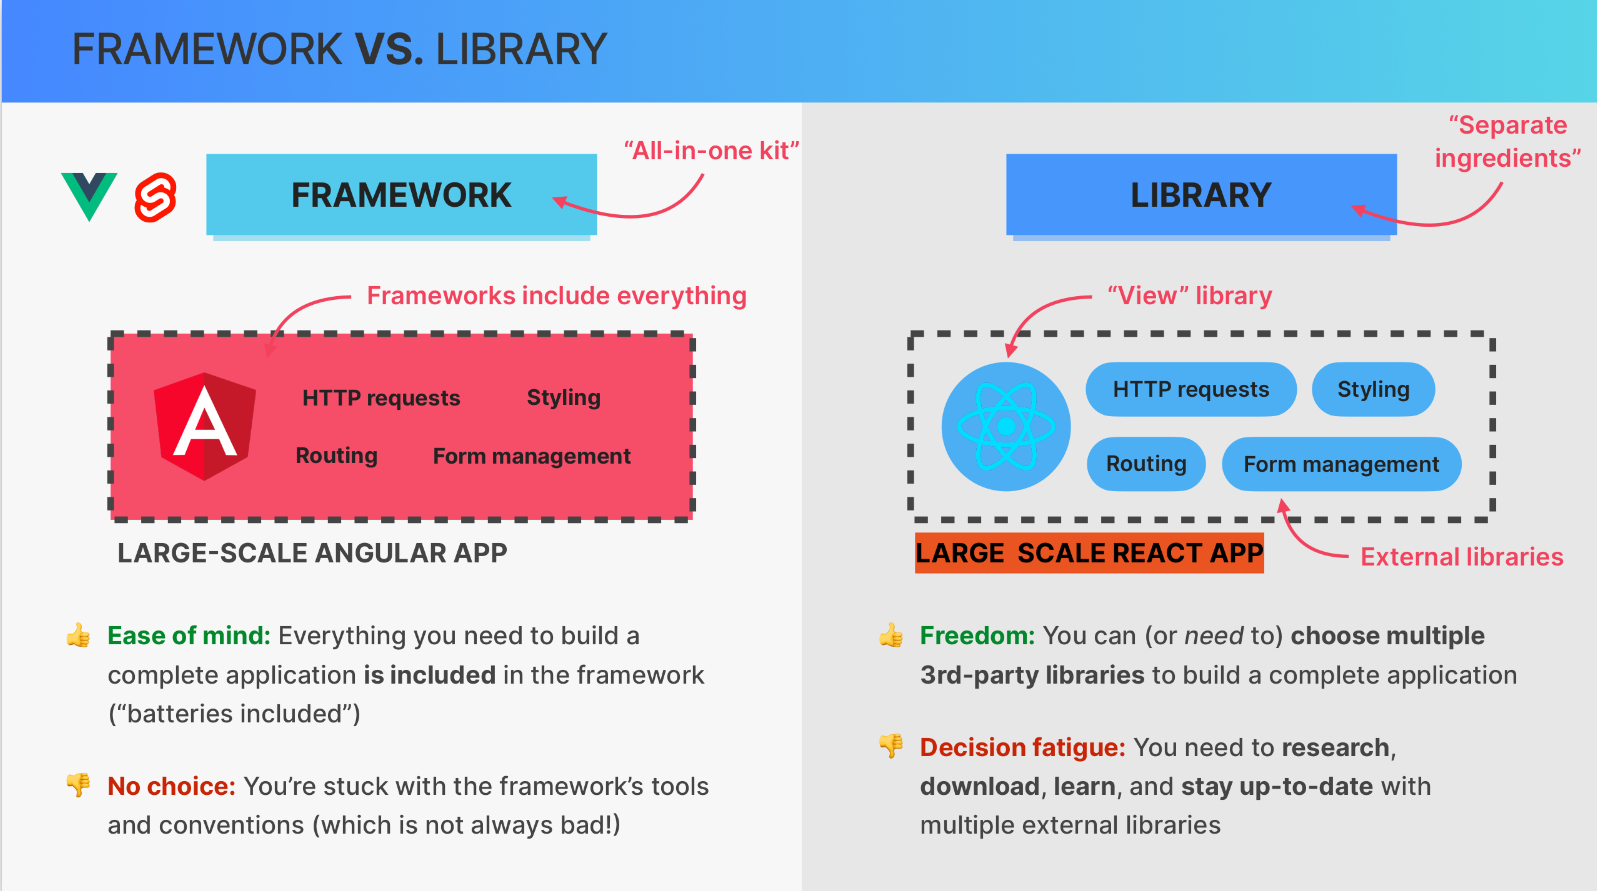 FRAMEWORK VS. LIBRARY
“All-in-one kit”
FRAMEWORK
Frameworks include everything
A
HTTP requests
Styling
Routing
Form management
LARGE-SCALE ANGULAR APP
👍 Ease of mind: Everything you need to build a
complete application is included in the framework
(“batteries included”)
👎 No choice: You’re stuck with the framework’s tools
and conventions (which is not always bad!)
“Separate
ingredients”
LIBRARY
“View” library
HTTP requests
Styling
Routing
Form management
LARGE SCALE REACT APP
External libraries
👍 Freedom: You can (or need to) choose multiple
3rd-party libraries to build a complete application
👎 Decision fatigue: You need to research,
download, learn, and stay up-to-date with
multiple external libraries